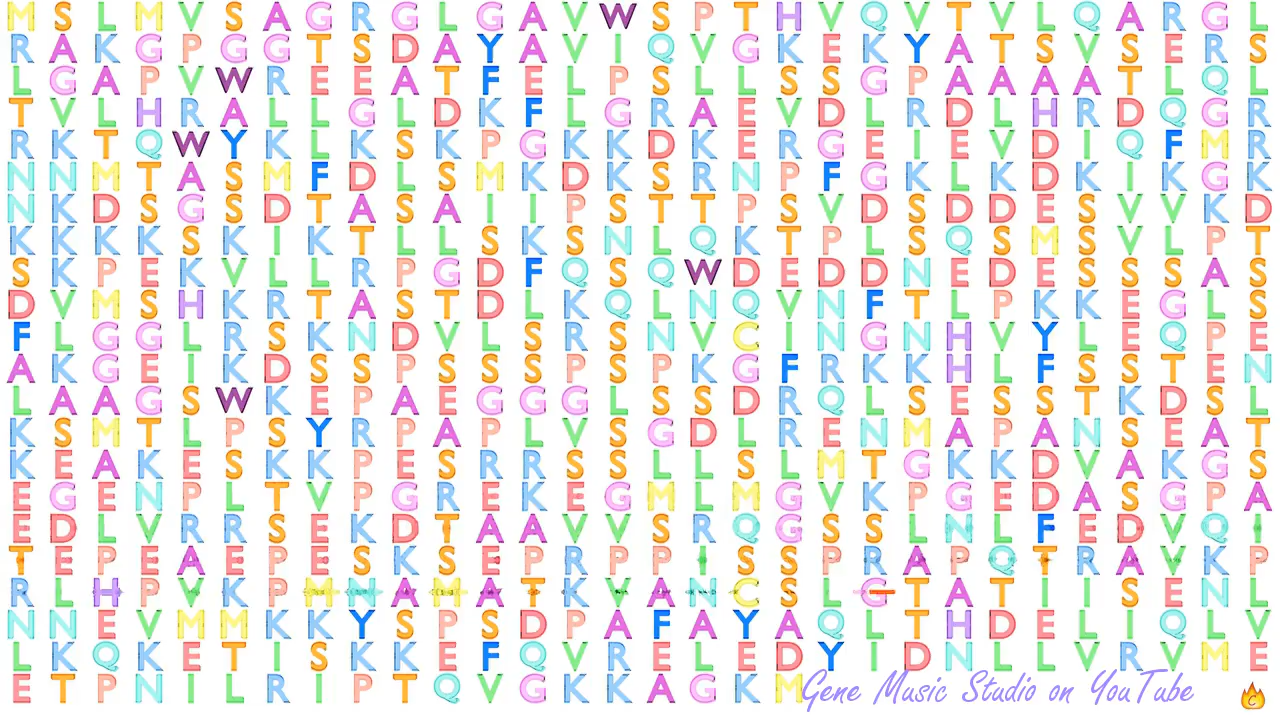 M S L M V S A G R G L G A V W S P T H V Q V T V L Q A R G L
R A K G P G G T S D A Y A V I Q V G K E K Y A T S V S E R S
L G A P V W R E E A T F E L P S L L S S G P A A A A T L Q L
T V L H R A L L G L D K F L G R A E V D L R D L H R D Q G R
R K T Q W Y K L K S K P G K K D K E R G E I E V D I Q F M R
N N M T A S M F D L S M K D K S R N P F G K L K D K I K G K
N K D S G S D T A S A I I P S T T P S V D S D D E S V V K D
K K K K S K I K T L L S K S N L Q K T P L S Q S M S V L P T
S K P E K V L L R P G D F Q S Q W D E D D N E D E S S S A S
D V M S H K R T A S T D L K Q L N Q V N F T L P K K E G L S
F L G G L R S K N D V L S R S N V C I N G N H V Y L E Q P E
A K G E I K D S S P S S S P S P K G F R K K H L F S S T E N
L A A G S W K E P A E G G G L S S D R Q L S E S S T K D S L
K S M T L P S Y R P A P L V S G D L R E N M A P A N S E A T
K E A K E S K K P E S R R S S L L S L M T G K K D V A K G S
E G E N P L T V P G R E K E G M L M G V K P G E D A S G P A
E D L V R R S E K D T A A V V S R Q G S S L N L F E D V Q I
T E P E A E P E S K S E P R P P I S S P R A P Q T R A V K P
R L H P V K P M N A M A T K V A N C S L G T A T I I S E N L
N N E V M M K K Y S P S D P A F A Y A Q L T H D E L I Q L V
L K Q K E T I S K K E F Q V R E L E D Y I D N L L V R V M E
E T P N I L R I P T Q V G K K A G K M
Gene Music Studio on YouTube
C